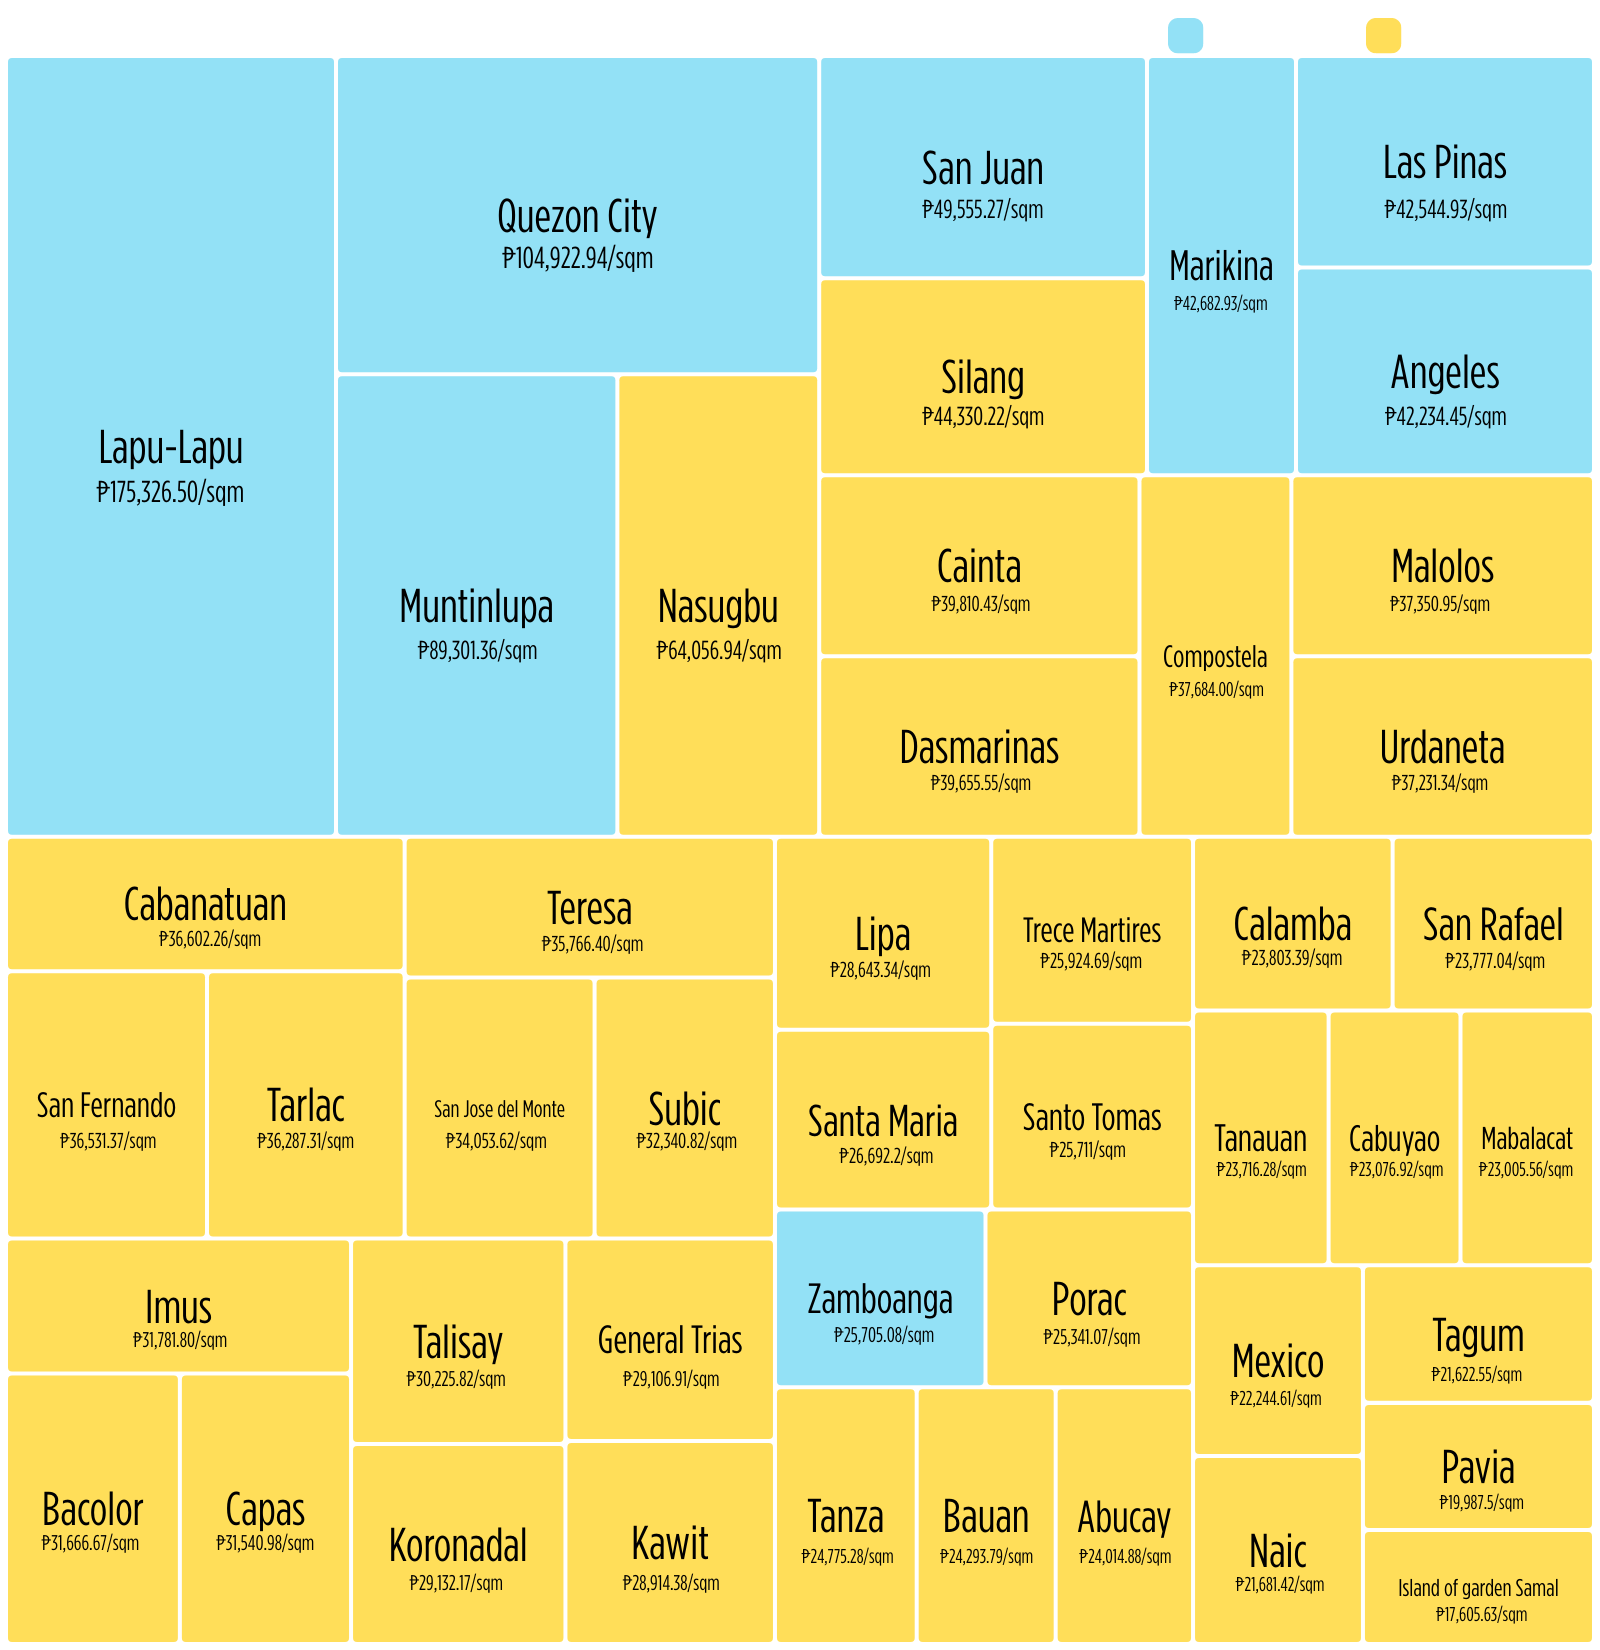 Lapu-Lapu
₱175,326.50/sqm
Quezon City
₱104,922.94/sqm
Muntinlupa
₱89,301.36/sqm
Nasugbu
₱64,056.94/sqm
San Juan
₱49,555.27/sqm
Silang
₱44,330.22/sqm
Marikina
₱42,682.93/sqm
Las Pinas
₱42,544.93/sqm
Angeles
₱42,234.45/sqm
Cainta
₱39,810.43/sqm
Dasmarinas
₱39,655.55/sqm
Compostela
₱37,684.00/sqm
Malolos
₱37,350.95/sqm
Urdaneta
₱37,231.34/sqm
Cabanatuan
₱36,602.26/sqm
San Fernando
₱36,531.37/sqm
Tarlac
₱36,287.31/sqm
Teresa
₱35,766.40/sqm
San Jose del Monte
₱34,053.62/sqm
Subic
₱32,340.82/sqm
Imus
₱31,781.80/sqm
Bacolor
₱31,666.67/sqm
Capas
₱31,540.98/sqm
Talisay
₱30,225.82/sqm
Koronadal
₱29,132.17/sqm
General Trias
₱29,106.91/sqm
Kawit
₱28,914.38/sqm
Lipa
₱28,643.34/sqm
Santa Maria
₱26,692.2/sqm
Trece Martires
₱25,924.69/sqm
Santo Tomas
₱25,711/sqm
Zamboanga
₱25,705.08/sqm
Porac
₱25,341.07/sqm
Tanza
₱24,775.28/sqm
Bauan
₱24,293.79/sqm
Abucay
₱24,014.88/sqm
Calamba
₱23,803.39/sqm
San Rafael
₱23,777.04/sqm
Tanauan
₱23,716.28/sqm
Cabuyao
₱23,076.92/sqm
Mabalacat
₱23,005.56/sqm
Mexico
₱22,244.61/sqm
Naic
₱21,681.42/sqm
Tagum
₱21,622.55/sqm
Pavia
₱19,987.5/sqm
Island of garden Samal
₱17,605.63/sqm